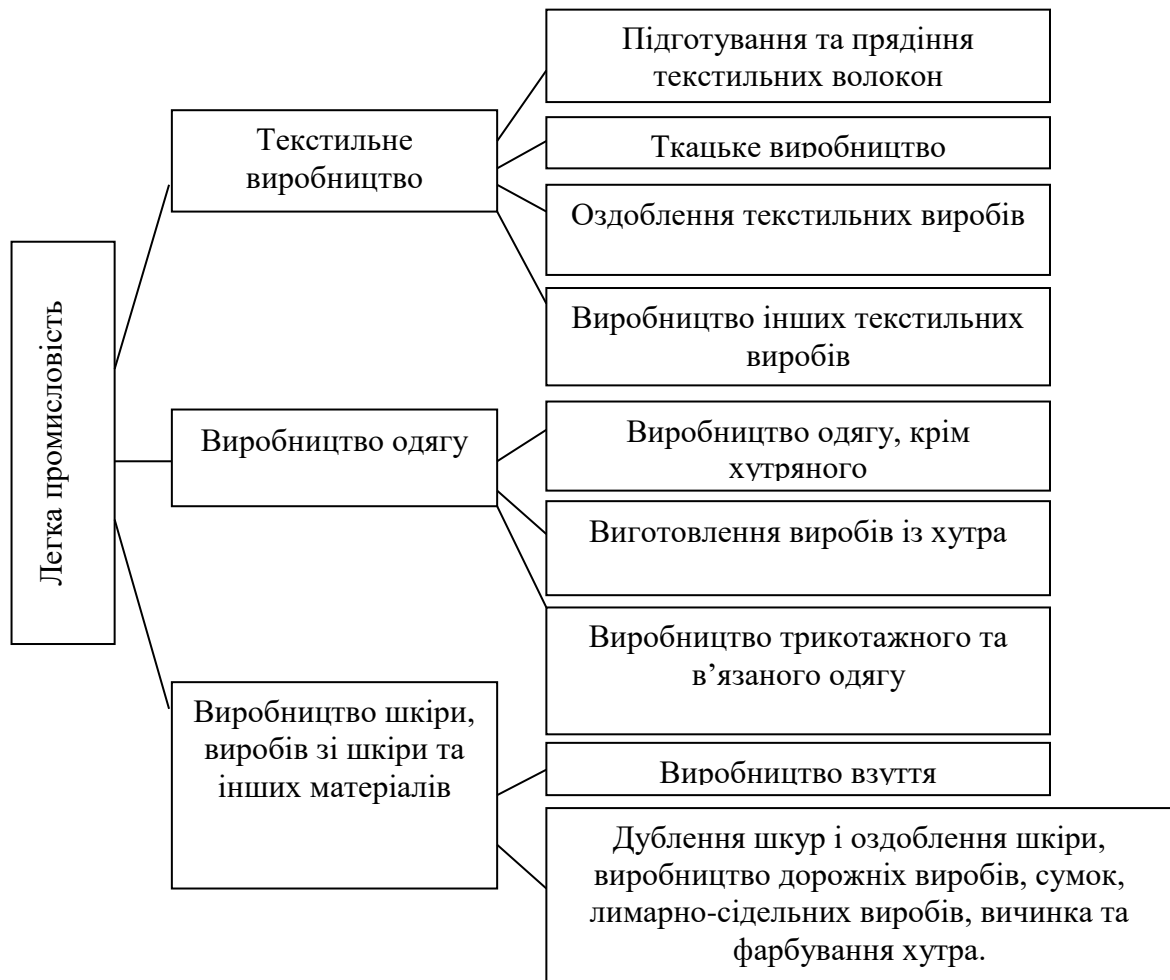 Легка промисловість
Текстильне
виробництво
Підготування та прядіння
текстильних волокон
Ткацьке виробництво
Оздоблення текстильних виробів
Виробництво інших текстильних
виробів
Виробництво одягу
Виробництво одягу, крім
хутряного
Виготовлення виробів із хутра
Виробництво трикотажного та
в’язаного одягу
Виробництво шкіри,
виробів зі шкіри та
інших матеріалів
Виробництво взуття
Дублення шкур і оздоблення шкіри,
виробництво дорожніх виробів, сумок,
лимарно-сідельних виробів, вичинка та
фарбування хутра.